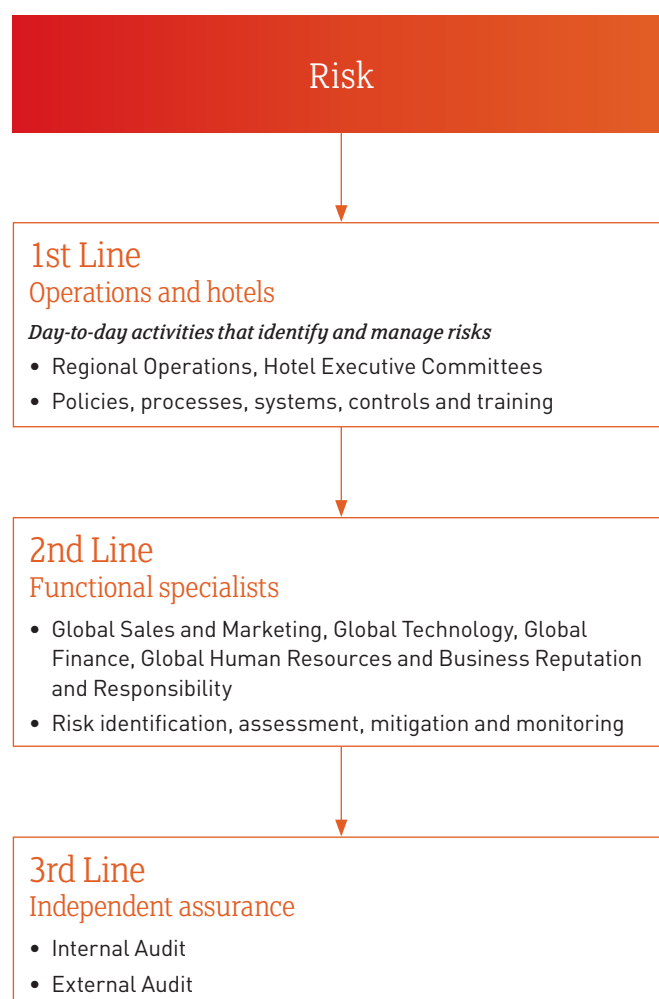 Risk
1st Line
Operations and hotels
Day-to-day activities that identify and manage risks
• Regional Operations, Hotel Executive Committees
• Policies, processes, systems, controls and training
2nd Line
Functional specialists
• Global Sales and Marketing, Global Technology, Global
Finance, Global Human Resources and Business Reputation
and Responsibility
• Risk identification, assessment, mitigation and monitoring
3rd Line
Independent assurance
• Internal Audit
• External Audit